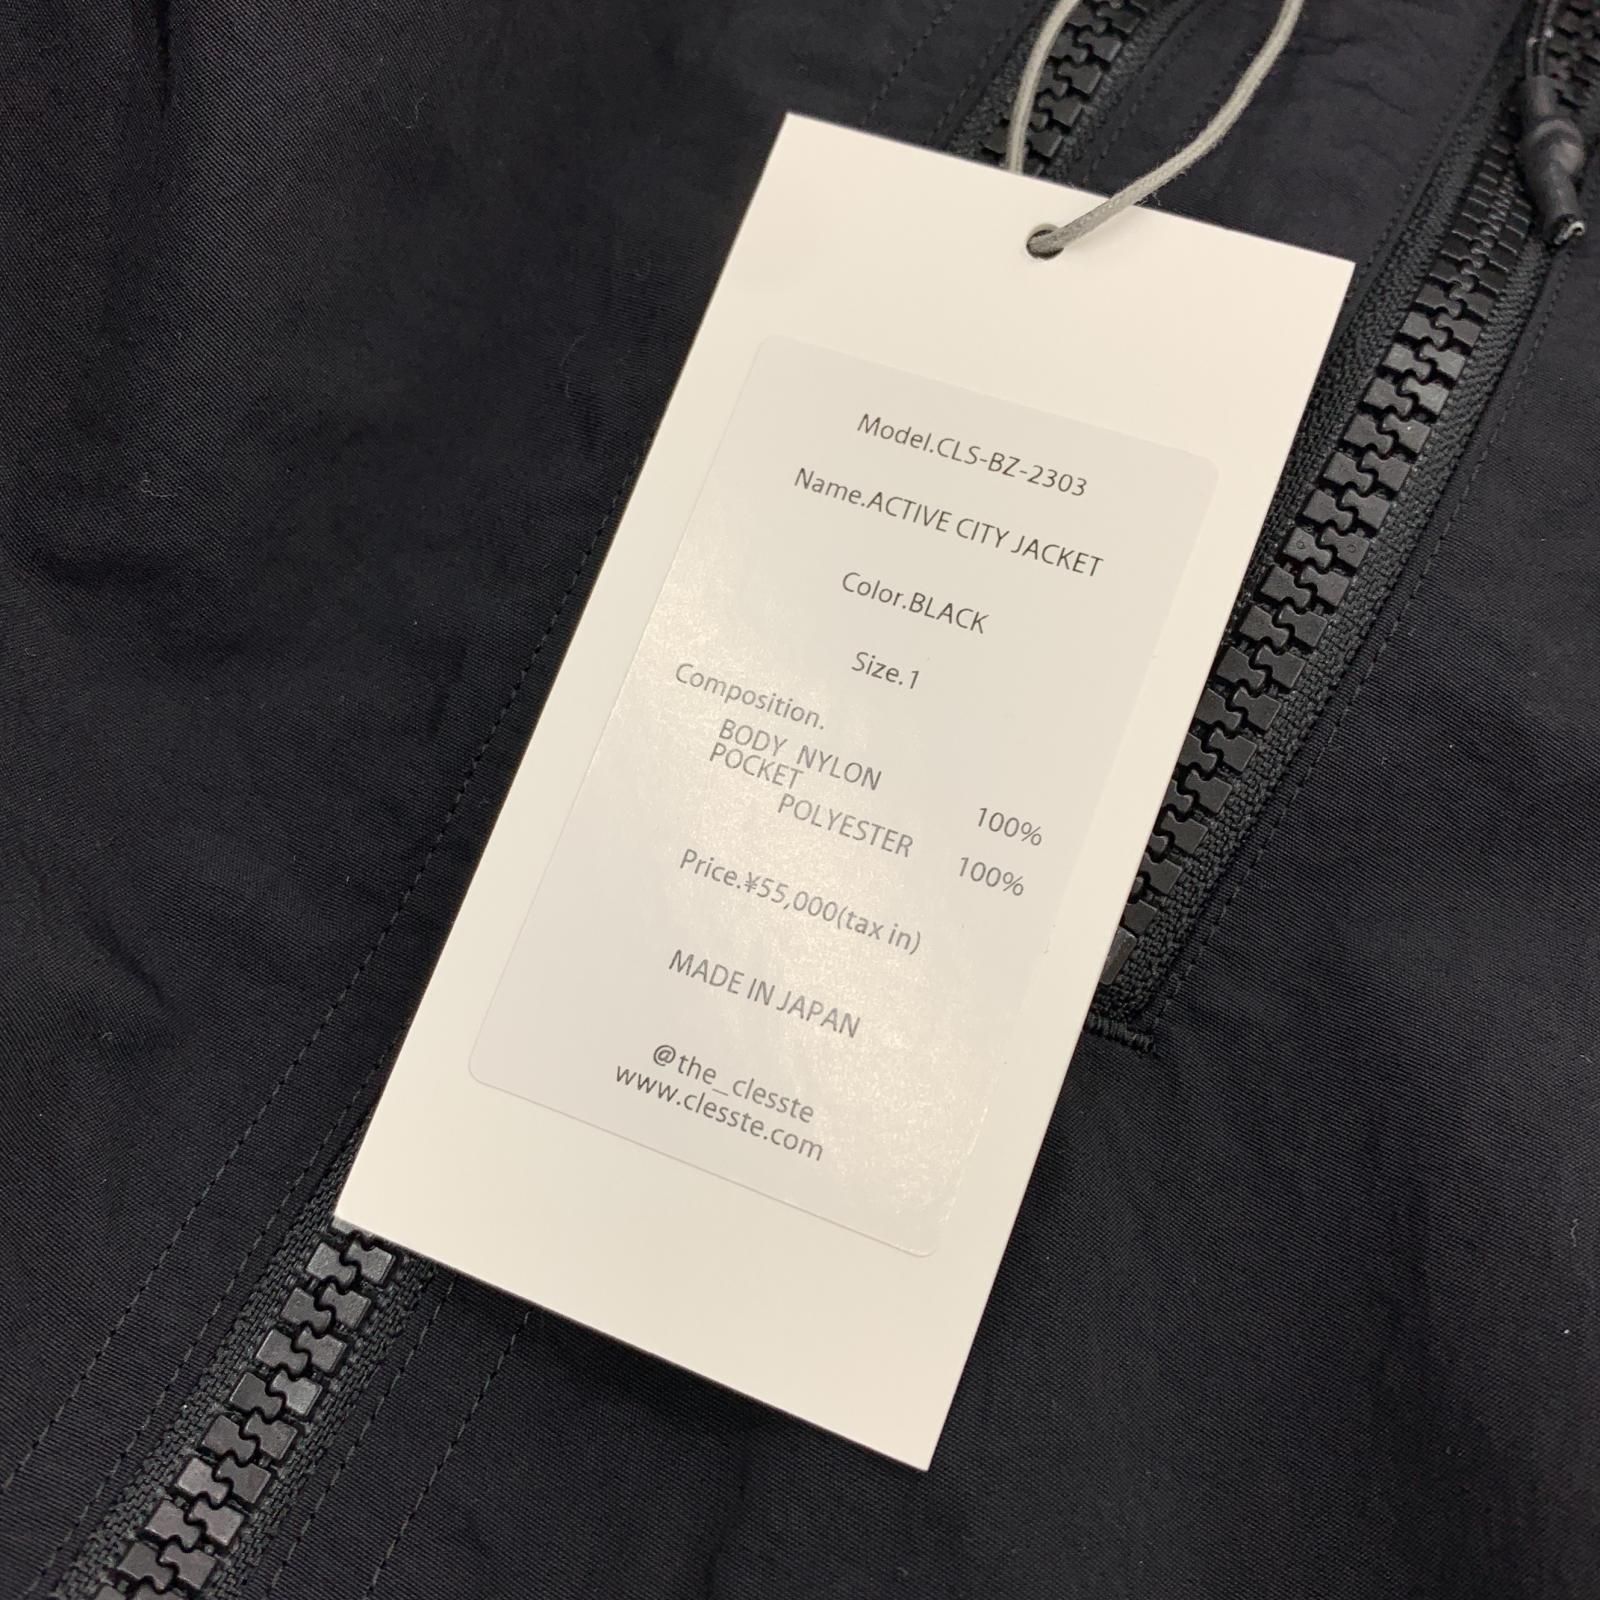 Model.CLS-BZ-2303
Name.ACTIVE CITY JACKET
Color.BLACK
Size.1
Composition.
BODY NYLON 100%
POCKET
POLYESTER 100%
Price.¥55,000(tax in)
MADE IN JAPAN
@the_clesste
www.clesste.com